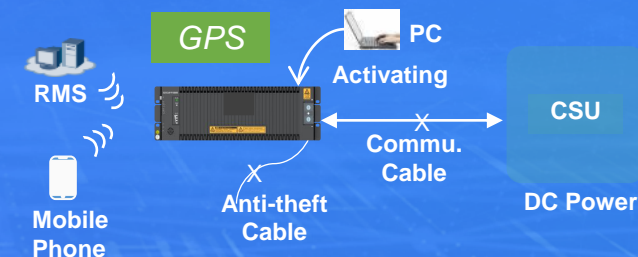 GPS
PC
RMS
Activating
CSU
X
Commu.
Cable
X
Anti-theft
Cable
DC Power
Mobile
Phone